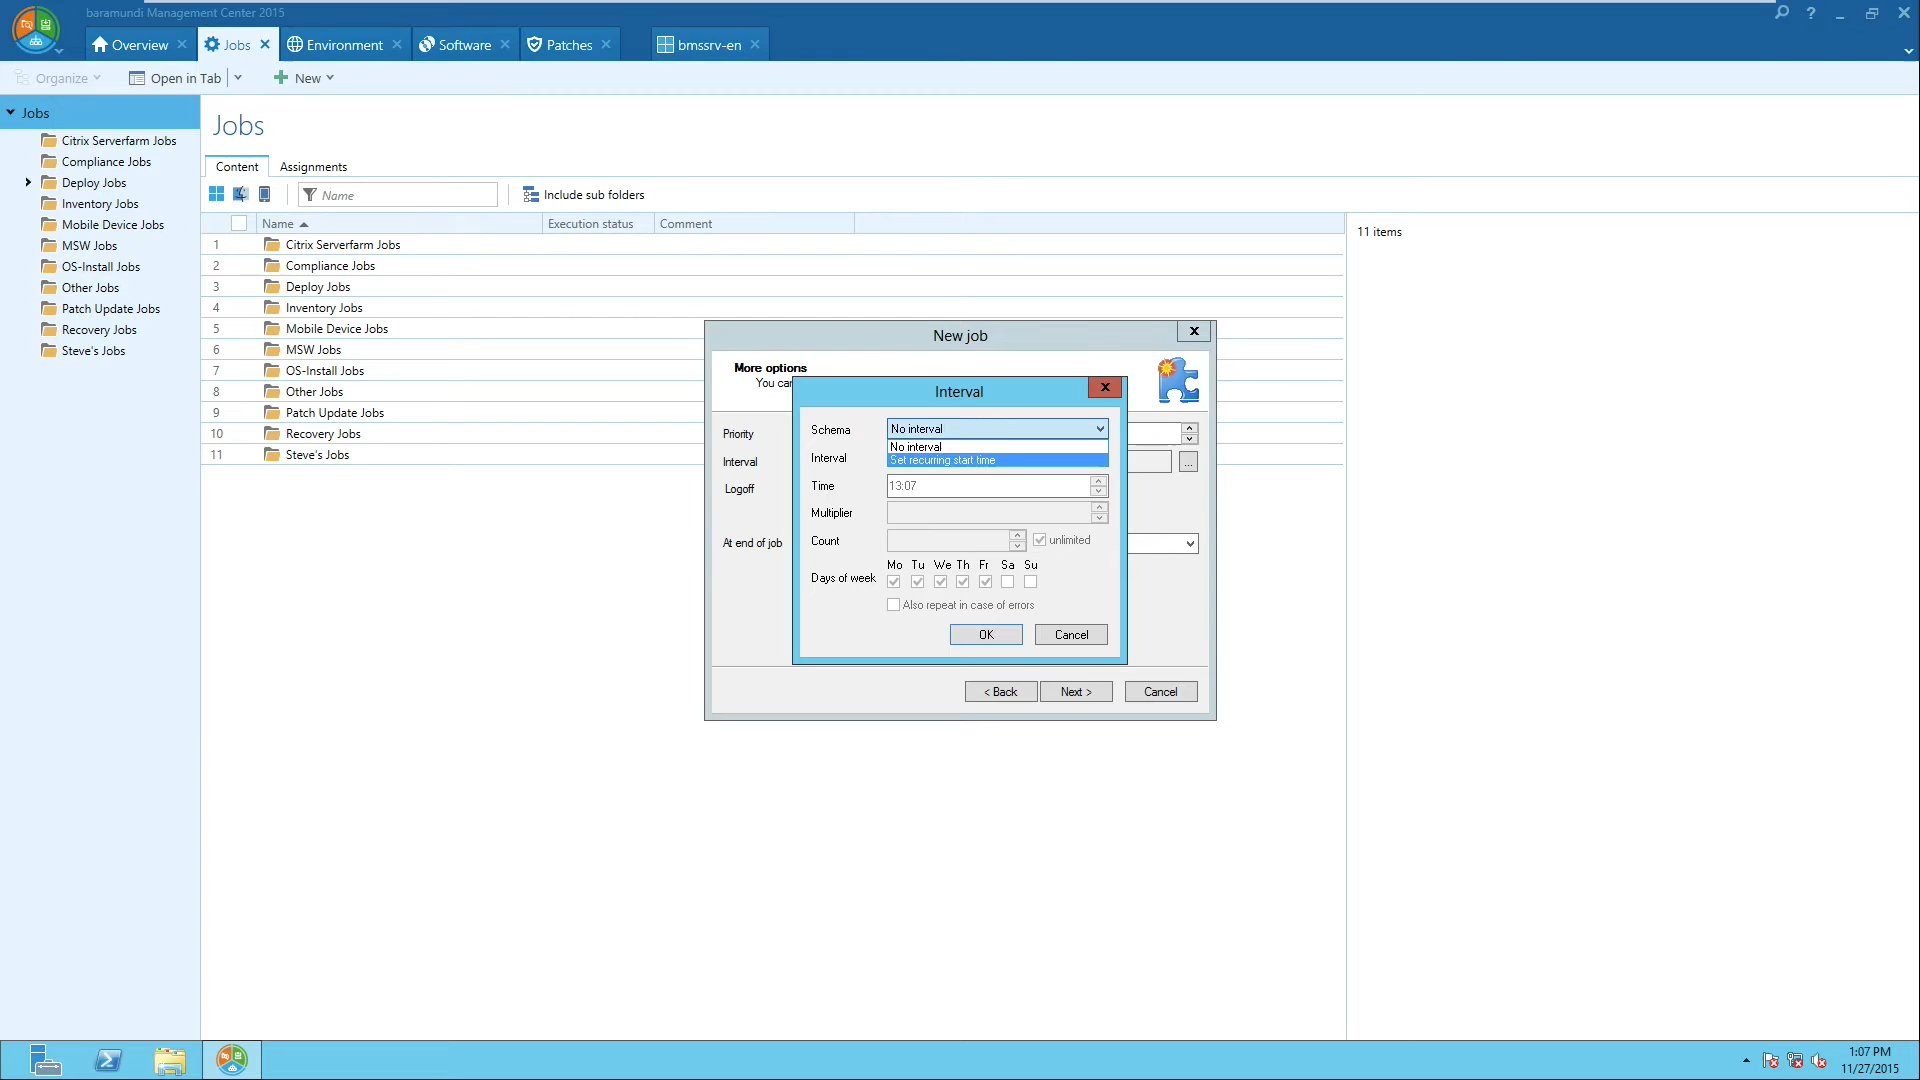 baramundi Management Center 2015
Overview
Jobs
Environment
Software
Patches
bmssrv-en
Organize
Open in Tab
New
Jobs
Citrix Serverfarm Jobs
Compliance Jobs
Deploy Jobs
Inventory Jobs
Mobile Device Jobs
MSW Jobs
OS-Install Jobs
Other Jobs
Patch Update Jobs
Recovery Jobs
Steve's Jobs
Jobs
Content
Assignments
Name
Include sub folders
Name
Execution status
Comment
1 Citrix Serverfarm Jobs
2 Compliance Jobs
3 Deploy Jobs
4 Inventory Jobs
5 Mobile Device Jobs
6 MSW Jobs
7 OS-Install Jobs
8 Other Jobs
9 Patch Update Jobs
10 Recovery Jobs
11 Steve's Jobs
11 items
New job
More options
You can
Priority
Interval
Logoff
At end of job
...
Interval
Schema
No interval
No interval
Set recurring start time
Interval
Time
13:07
Multiplier
Count
unlimited
Mo Tu We Th Fr Sa Su
Days of week
Also repeat in case of errors
OK
Cancel
< Back
Next >
Cancel
1:07 PM
11/27/2015